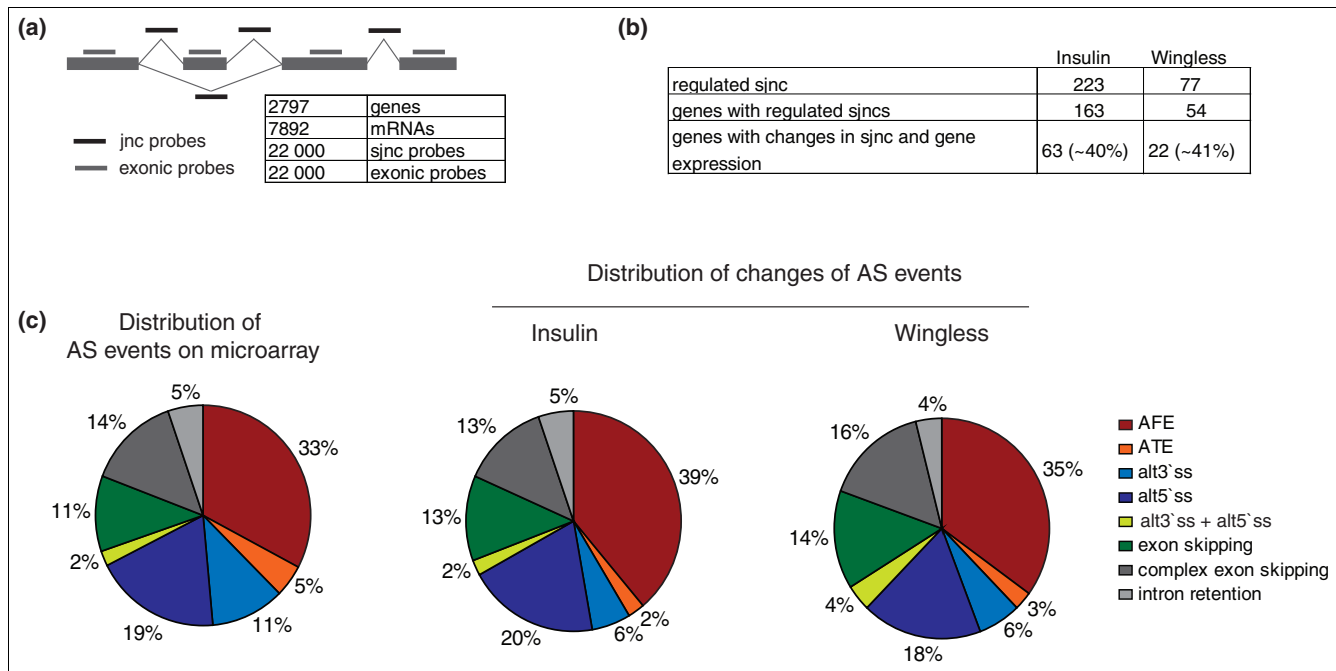 (a)
jnc probes
exonic probes
2797 genes
7892 mRNAs
22 000 sjnc probes
22 000 exonic probes
(b)
Insulin Wingless
regulated sjnc 223 77
genes with regulated sjncs 163 54
genes with changes in sjnc and gene
expression 63 (~40%) 22 (~41%)
Distribution of changes of AS events
(c)
Distribution of
AS events on microarray
Insulin
Wingless
5%
14%
33%
11%
2%
5%
19%
11%
5%
13%
39%
13%
2%
2%
6%
20%
4%
16%
35%
14%
4%
3%
6%
18%
AFE
ATE
alt3`ss
alt5`ss
alt3`ss + alt5`ss
exon skipping
complex exon skipping
intron retention